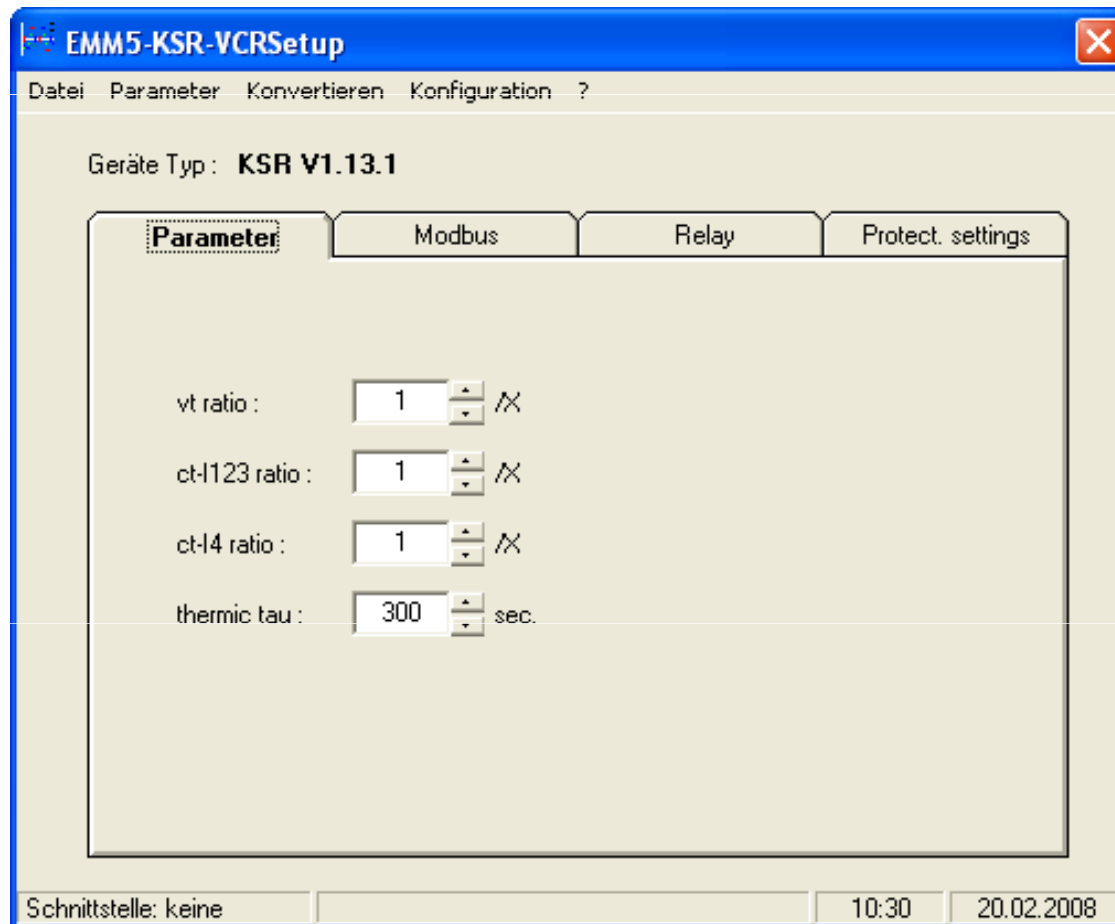 EMM5-KSR-VCRSetup
Datei Parameter Konvertieren Konfiguration ?
Geräte Typ : KSR V1.13.1
Parameter Modbus Relay Protect. settings
vt ratio : 1 /X
ct-I123 ratio : 1 /X
ct-I4 ratio : 1 /X
thermic tau : 300 sec.
Schnittstelle: keine 10:30 20.02.2008